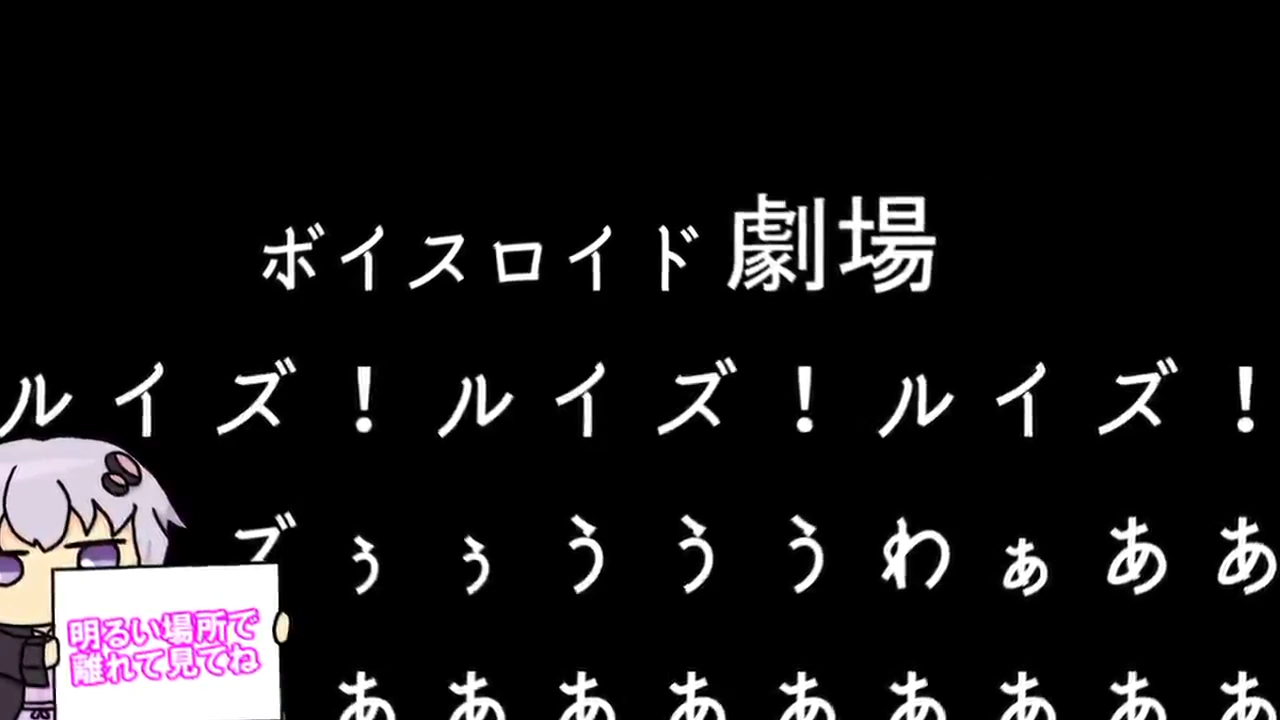 ボイスロイド劇場
ルイズ！ルイズ！ルイズ！
ズぅぅうううわぁああ
あああああああああ
明るい場所で
離れて見てね